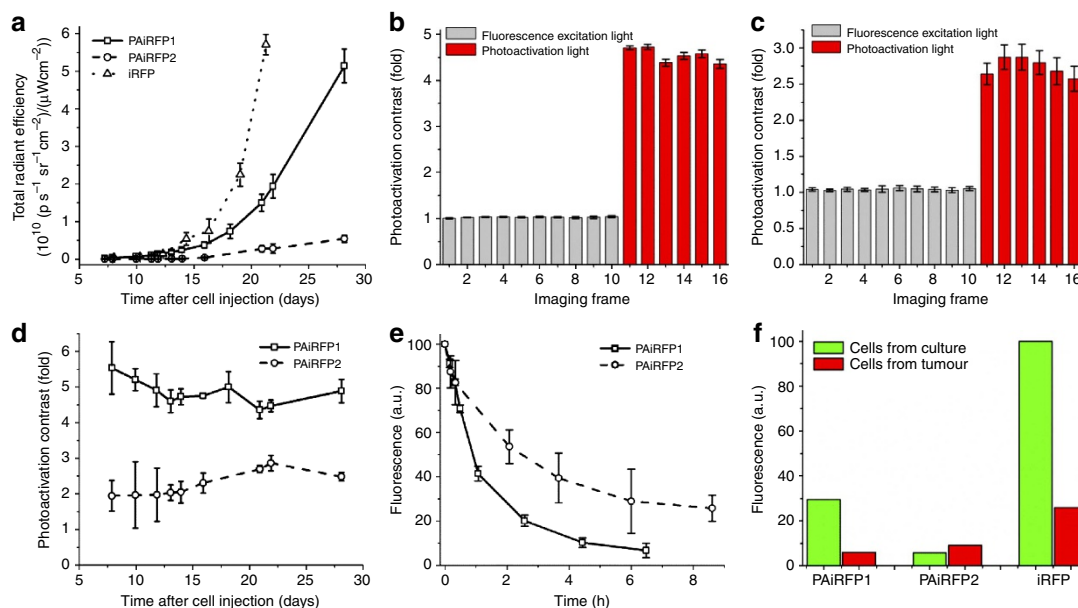 a
PAiRFP1
PAiRFP2
iRFP
Total radiant efficiency
(10¹⁰ (p s⁻¹ sr⁻¹ cm⁻²)/(μWcm⁻²))
6
5
4
3
2
1
0
5 10 15 20 25 30
Time after cell injection (days)
b
Fluorescence excitation light
Photoactivation light
Photoactivation contrast (fold)
5
4
3
2
1
0
2 4 6 8 10 12 14 16
Imaging frame
c
Fluorescence excitation light
Photoactivation light
Photoactivation contrast (fold)
3.0
2.5
2.0
1.5
1.0
0.5
0.0
2 4 6 8 10 12 14 16
Imaging frame
d
PAiRFP1
PAiRFP2
Photoactivation contrast (fold)
6
5
4
3
2
1
0
5 10 15 20 25 30
Time after cell injection (days)
e
PAiRFP1
PAiRFP2
Fluorescence (a.u.)
100
80
60
40
20
0
0 2 4 6 8
Time (h)
f
Cells from culture
Cells from tumour
Fluorescence (a.u.)
100
80
60
40
20
0
PAiRFP1 PAiRFP2 iRFP